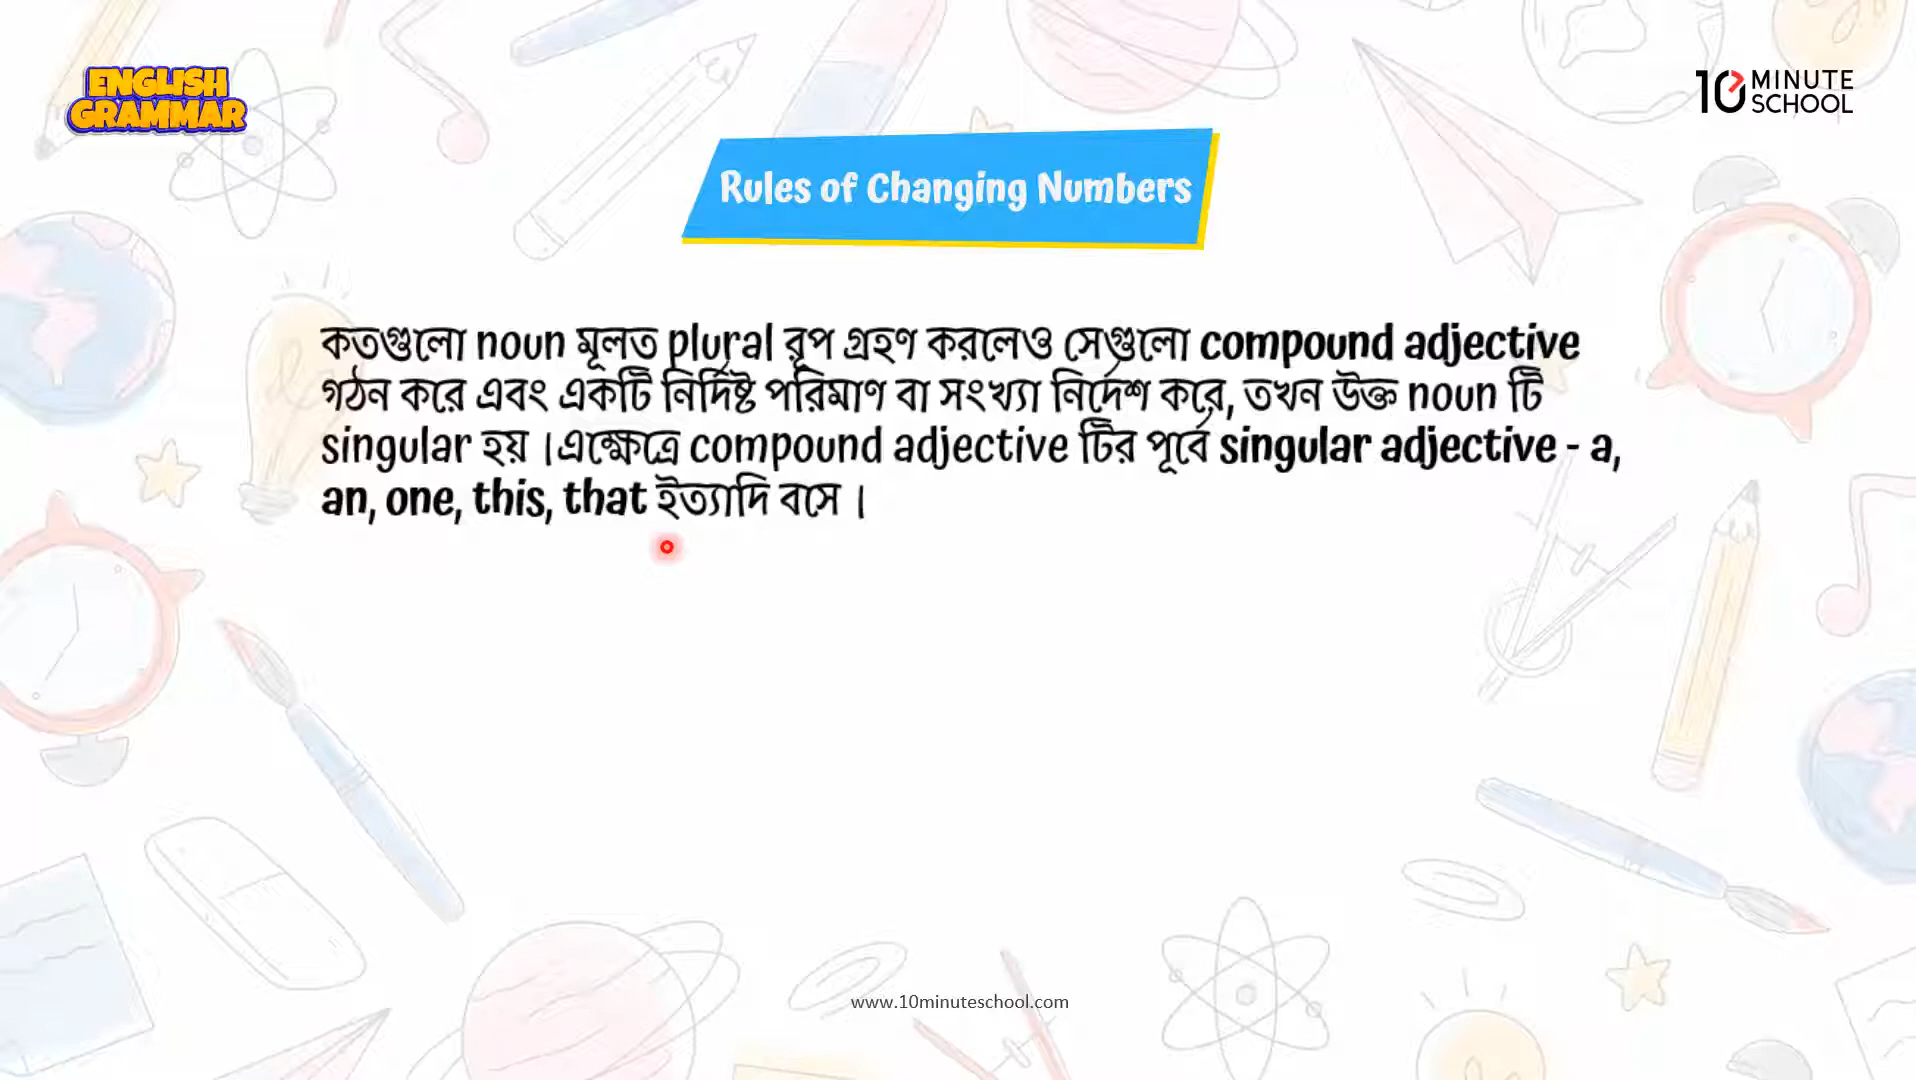 ENGLISH
GRAMMAR
10 MINUTE
SCHOOL
Rules of Changing Numbers
কতগুলো noun মূলত plural রূপ গ্রহণ করলেও সেগুলো compound adjective
গঠন করে এবং একটি নির্দিষ্ট পরিমাণ বা সংখ্যা নির্দেশ করে, তখন উক্ত noun টি
singular হয় ।এক্ষেত্রে compound adjective টির পূর্বে singular adjective - a,
an, one, this, that ইত্যাদি বসে ।
www.10minuteschool.com